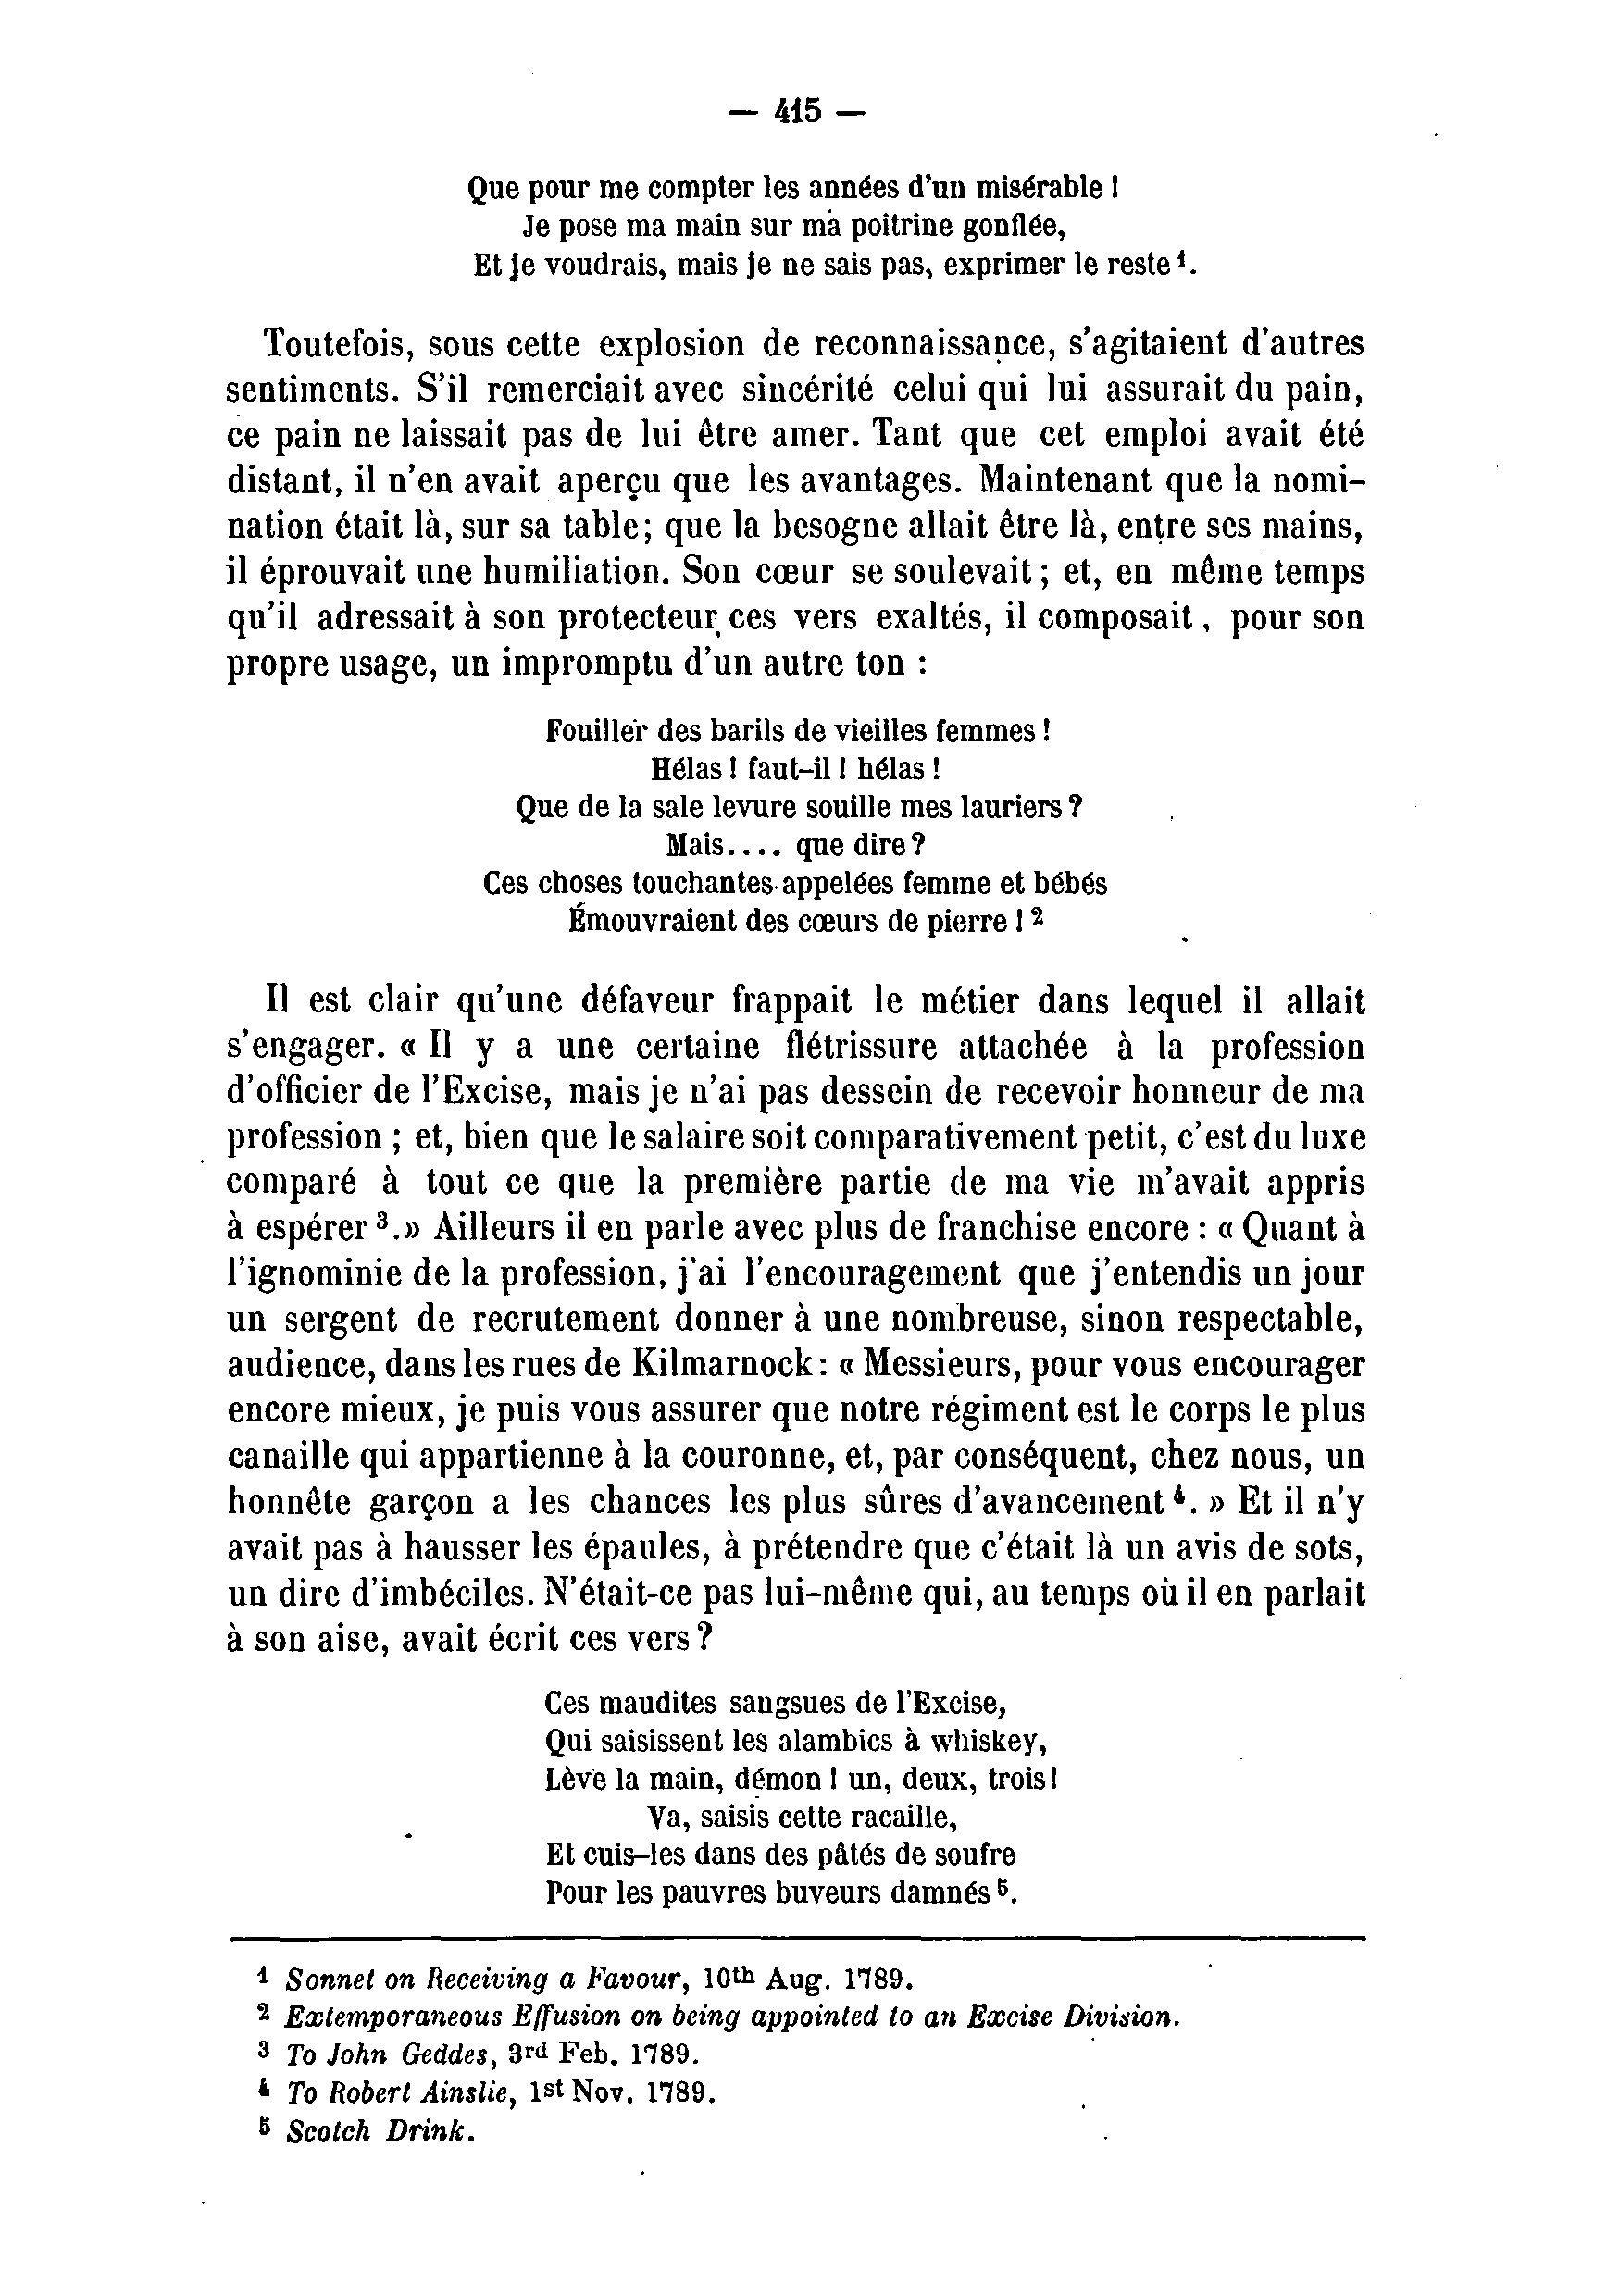 — 415 —
Que pour me compter les années d'un misérable !
Je pose ma main sur ma poitrine gonflée,
Et je voudrais, mais je ne sais pas, exprimer le reste ¹.
Toutefois, sous cette explosion de reconnaissance, s'agitaient d'autres
sentiments. S'il remerciait avec sincérité celui qui lui assurait du pain,
ce pain ne laissait pas de lui être amer. Tant que cet emploi avait été
distant, il n'en avait aperçu que les avantages. Maintenant que la nomi-
nation était là, sur sa table; que la besogne allait être là, entre ses mains,
il éprouvait une humiliation. Son cœur se soulevait ; et, en même temps
qu'il adressait à son protecteur ces vers exaltés, il composait, pour son
propre usage, un impromptu d'un autre ton :
Fouiller des barils de vieilles femmes !
Hélas ! faut-il ! hélas !
Que de la sale levure souille mes lauriers ?
Mais.... que dire ?
Ces choses touchantes appelées femme et bébés
Émouvraient des cœurs de pierre ! ²
Il est clair qu'une défaveur frappait le métier dans lequel il allait
s'engager. « Il y a une certaine flétrissure attachée à la profession
d'officier de l'Excise, mais je n'ai pas dessein de recevoir honneur de ma
profession ; et, bien que le salaire soit comparativement petit, c'est du luxe
comparé à tout ce que la première partie de ma vie m'avait appris
à espérer ³.» Ailleurs il en parle avec plus de franchise encore : « Quant à
l'ignominie de la profession, j'ai l'encouragement que j'entendis un jour
un sergent de recrutement donner à une nombreuse, sinon respectable,
audience, dans les rues de Kilmarnock : « Messieurs, pour vous encourager
encore mieux, je puis vous assurer que notre régiment est le corps le plus
canaille qui appartienne à la couronne, et, par conséquent, chez nous, un
honnête garçon a les chances les plus sûres d'avancement ⁴. » Et il n'y
avait pas à hausser les épaules, à prétendre que c'était là un avis de sots,
un dire d'imbéciles. N'était-ce pas lui-même qui, au temps où il en parlait
à son aise, avait écrit ces vers ?
Ces maudites sangsues de l'Excise,
Qui saisissent les alambics à whiskey,
Lève la main, démon ! un, deux, trois !
Va, saisis cette racaille,
Et cuis-les dans des pâtés de soufre
Pour les pauvres buveurs damnés ⁵.
¹ Sonnet on Receiving a Favour, 10th Aug. 1789.
² Extemporaneous Effusion on being appointed to an Excise Division.
³ To John Geddes, 3rd Feb. 1789.
⁴ To Robert Ainslie, 1st Nov. 1789.
⁵ Scotch Drink.